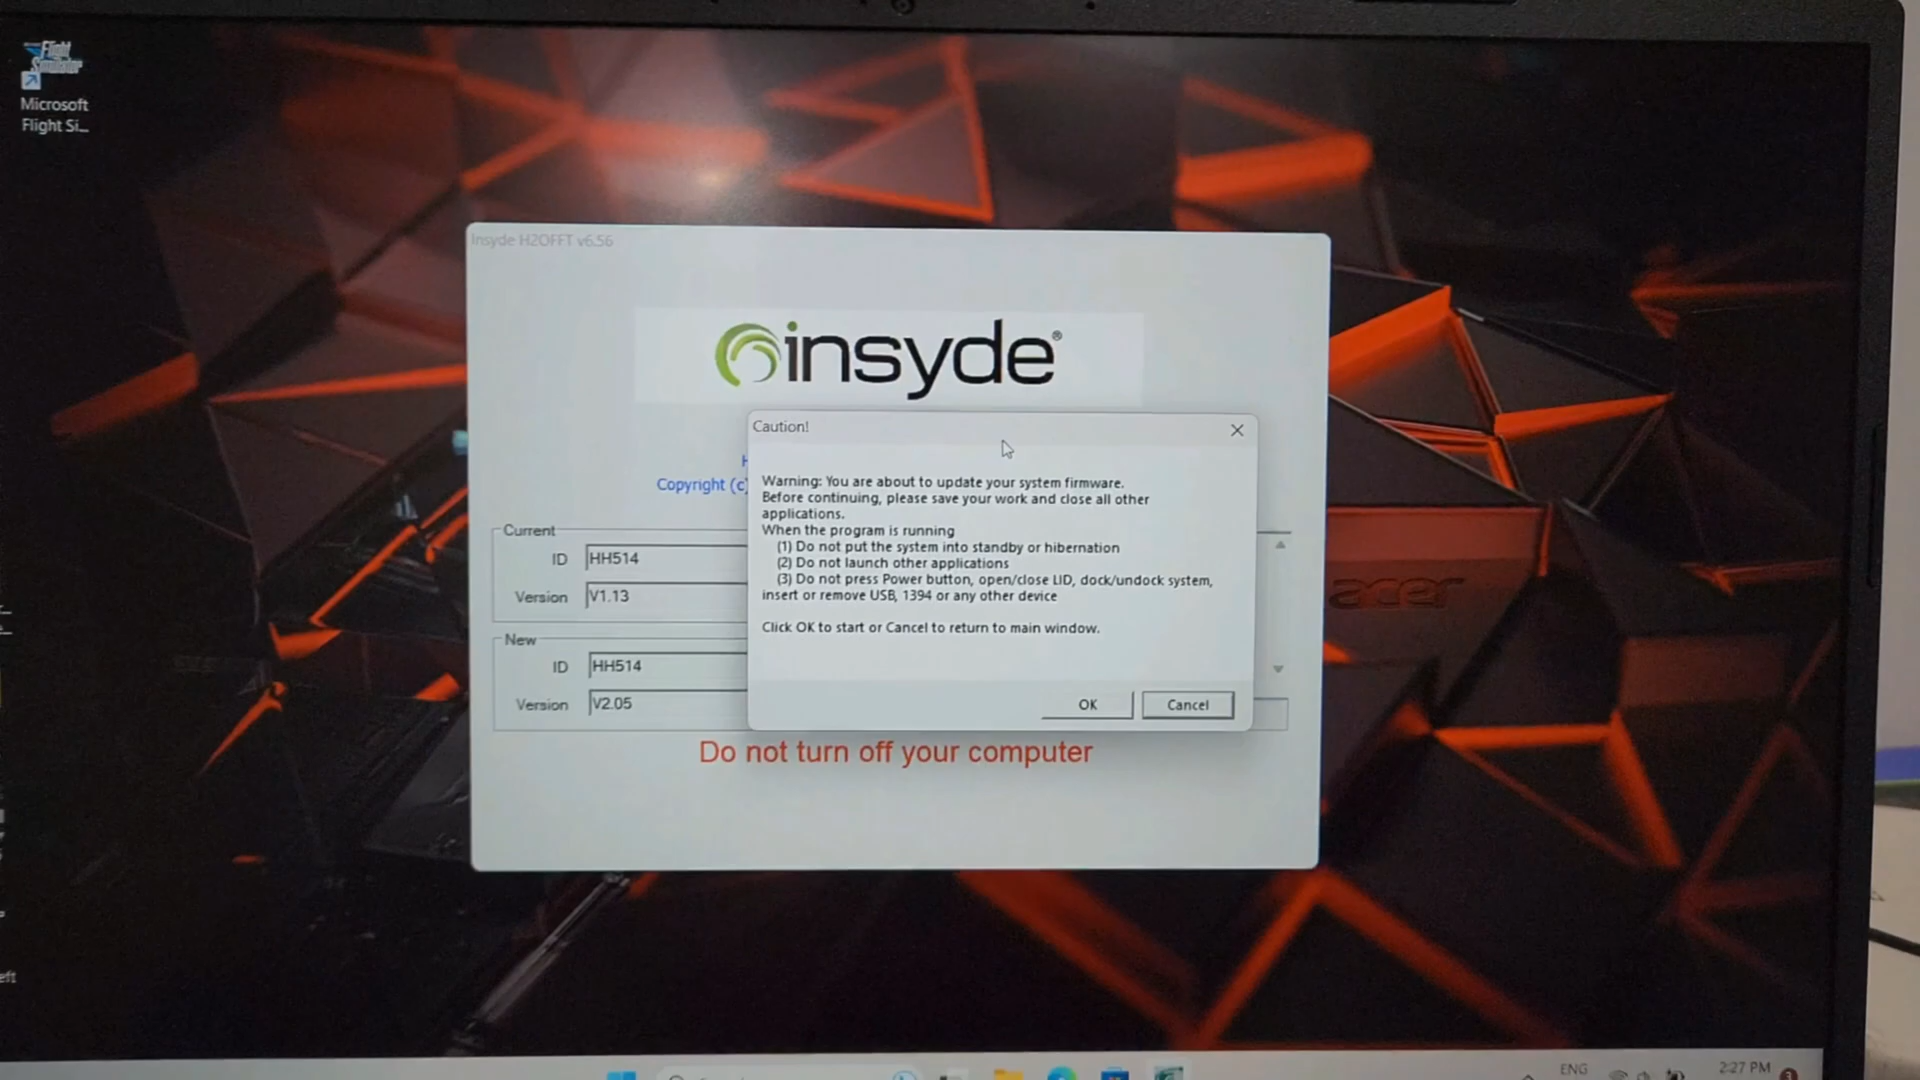 Flight
Simulator
Microsoft
Flight Si...
Insyde H2OFFT v6.56
insyde®
Caution!
Copyright (c)
Warning: You are about to update your system firmware.
Before continuing, please save your work and close all other
applications.
When the program is running
(1) Do not put the system into standby or hibernation
(2) Do not launch other applications
(3) Do not press Power button, open/close LID, dock/undock system,
insert or remove USB, 1394 or any other device
Click OK to start or Cancel to return to main window.
OK
Cancel
Current
ID HH514
Version V1.13
New
ID HH514
Version V2.05
Do not turn off your computer
acer
eft
ENG
2:27 PM
3